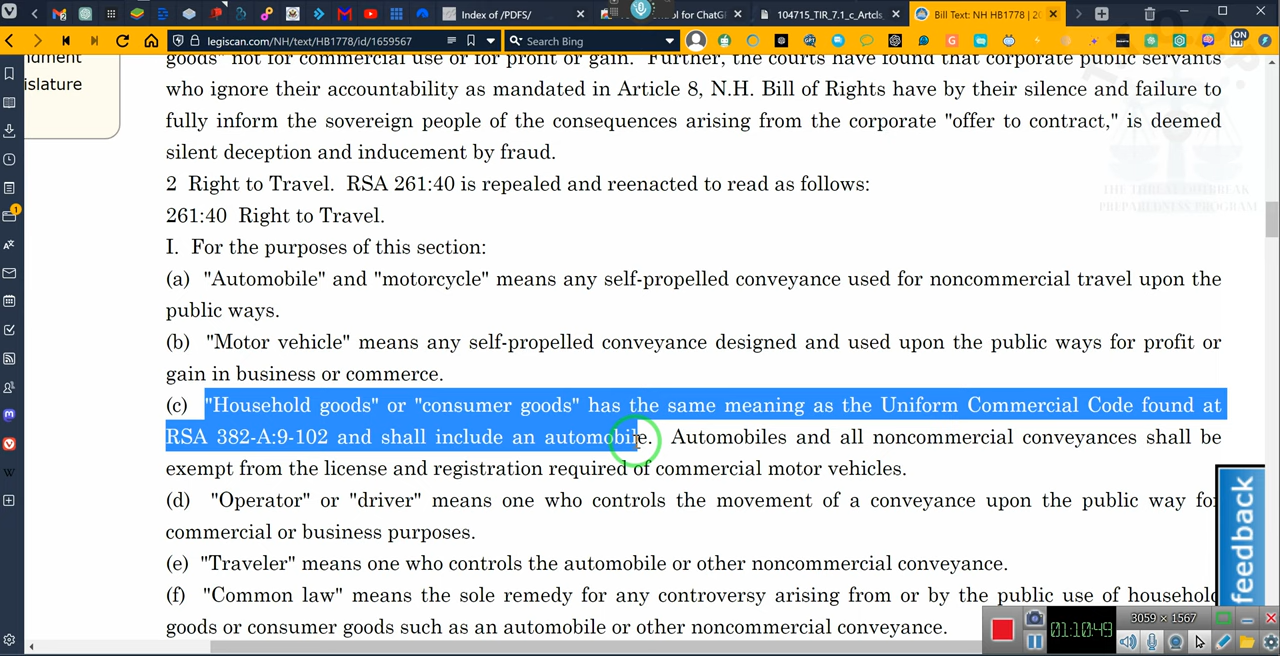 Index of /PDFS/
ol for ChatG
104715_TIR_7.1_c_Artcls
Bill Text: NH HB1778 | 20
legiscan.com/NH/text/HB1778/id/1659567
Search Bing
ON
ndment
islature
goods" not for commercial use or for profit or gain. Further, the courts have found that corporate public servants
who ignore their accountability as mandated in Article 8, N.H. Bill of Rights have by their silence and failure to
fully inform the sovereign people of the consequences arising from the corporate "offer to contract," is deemed
silent deception and inducement by fraud.
THE THREAT OUTBREAK
PREPAREDNESS PROGRAM
2 Right to Travel. RSA 261:40 is repealed and reenacted to read as follows:
261:40 Right to Travel.
I. For the purposes of this section:
(a) "Automobile" and "motorcycle" means any self-propelled conveyance used for noncommercial travel upon the
public ways.
(b) "Motor vehicle" means any self-propelled conveyance designed and used upon the public ways for profit or
gain in business or commerce.
(c) "Household goods" or "consumer goods" has the same meaning as the Uniform Commercial Code found at
RSA 382-A:9-102 and shall include an automobile. Automobiles and all noncommercial conveyances shall be
exempt from the license and registration required of commercial motor vehicles.
(d) "Operator" or "driver" means one who controls the movement of a conveyance upon the public way for
commercial or business purposes.
(e) "Traveler" means one who controls the automobile or other noncommercial conveyance.
(f) "Common law" means the sole remedy for any controversy arising from or by the public use of household
goods or consumer goods such as an automobile or other noncommercial conveyance.
feedback
01:10:49
3059 × 1567